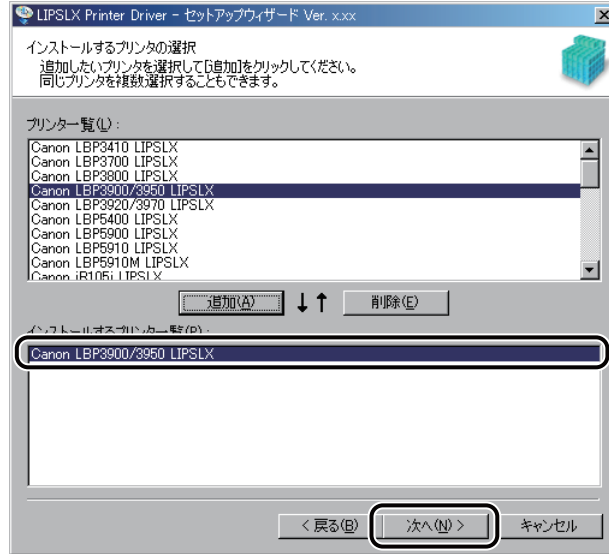 LIPSLX Printer Driver - セットアップウィザード Ver. x.xx
インストールするプリンタの選択
追加したいプリンタを選択して[追加]をクリックしてください。
同じプリンタを複数選択することもできます。
プリンター覧(L):
Canon LBP3410 LIPSLX
Canon LBP3700 LIPSLX
Canon LBP3800 LIPSLX
Canon LBP3900/3950 LIPSLX
Canon LBP3920/3970 LIPSLX
Canon LBP5400 LIPSLX
Canon LBP5900 LIPSLX
Canon LBP5910 LIPSLX
Canon LBP5910M LIPSLX
Canon iR105i LIPSLX
追加(A) ↓↑ 削除(E)
インストールするプリンター覧(P):
Canon LBP3900/3950 LIPSLX
< 戻る(B) 次へ(N) > キャンセル